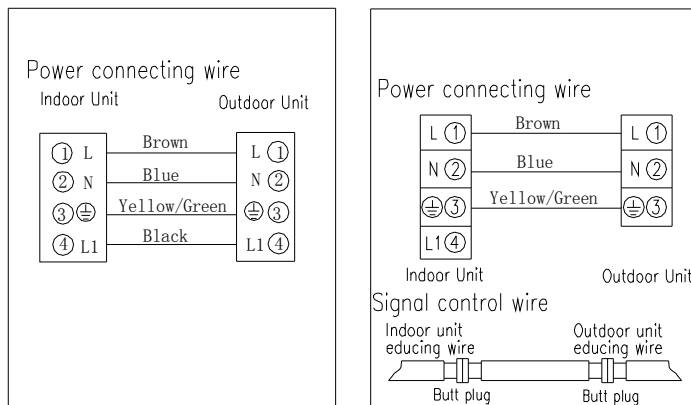 Power connecting wire
Indoor Unit Outdoor Unit
① L Brown L ①
② N Blue N ②
③ ⏚ Yellow/Green ⏚ ③
④ L1 Black L1 ④
Power connecting wire
L ① Brown L ①
N ② Blue N ②
⏚ ③ Yellow/Green ⏚ ③
L1 ④
Indoor Unit Outdoor Unit
Signal control wire
Indoor unit Outdoor unit
educing wire educing wire
Butt plug Butt plug